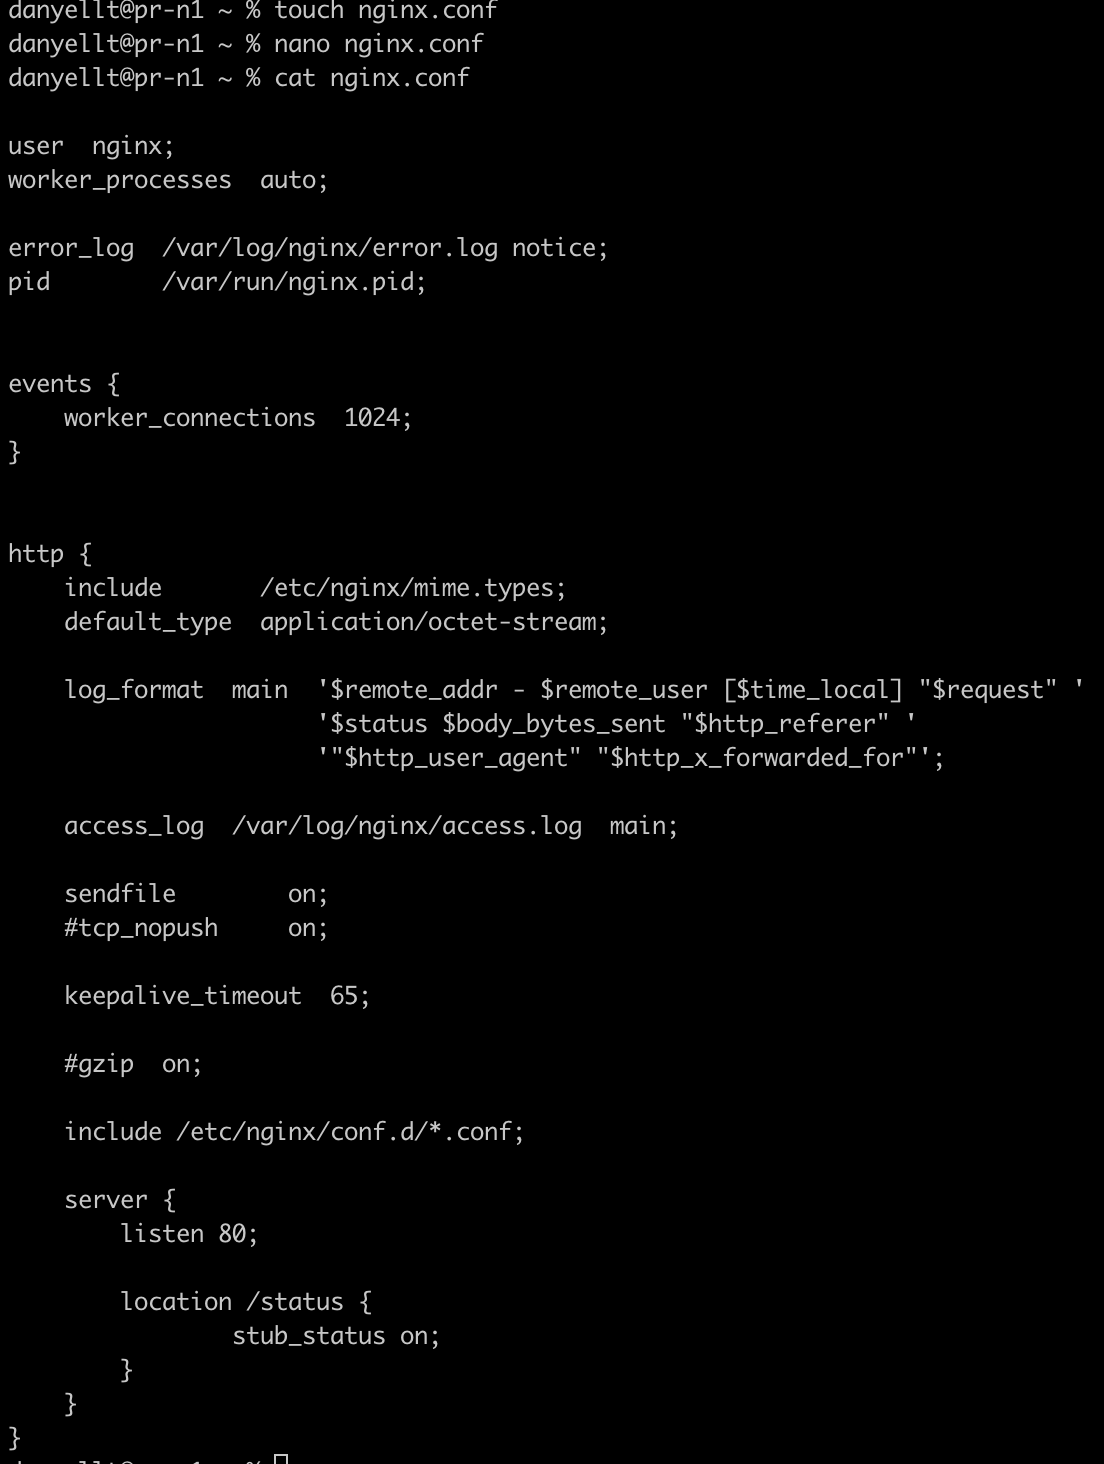 danyellt@pr-n1 ~ % touch nginx.conf
danyellt@pr-n1 ~ % nano nginx.conf
danyellt@pr-n1 ~ % cat nginx.conf
user  nginx;
worker_processes  auto;
error_log  /var/log/nginx/error.log notice;
pid        /var/run/nginx.pid;
events {
    worker_connections  1024;
}
http {
    include       /etc/nginx/mime.types;
    default_type  application/octet-stream;
    log_format  main  '$remote_addr - $remote_user [$time_local] "$request" '
                      '$status $body_bytes_sent "$http_referer" '
                      '"$http_user_agent" "$http_x_forwarded_for"';
    access_log  /var/log/nginx/access.log  main;
    sendfile        on;
    #tcp_nopush     on;
    keepalive_timeout  65;
    #gzip  on;
    include /etc/nginx/conf.d/*.conf;
    server {
        listen 80;
        location /status {
                stub_status on;
        }
    }
}